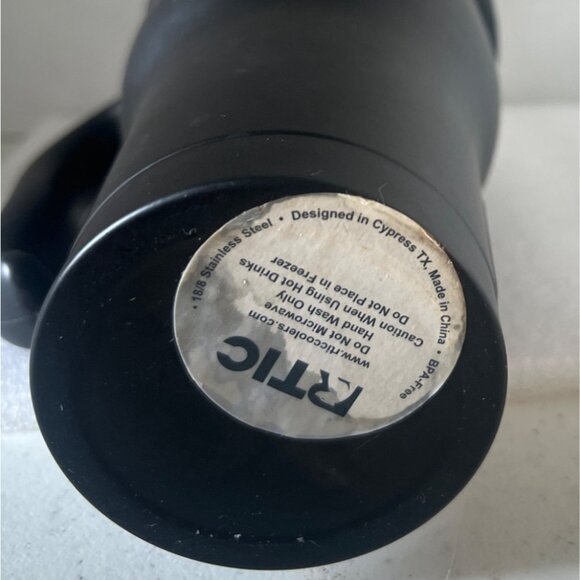 RTIC
www.rticcoolers.com
Do Not Microwave
Hand Wash Only
Caution When Using Hot Drinks
Do Not Place in Freezer
• 18/8 Stainless Steel • Designed in Cypress TX, Made in China • BPA-Free